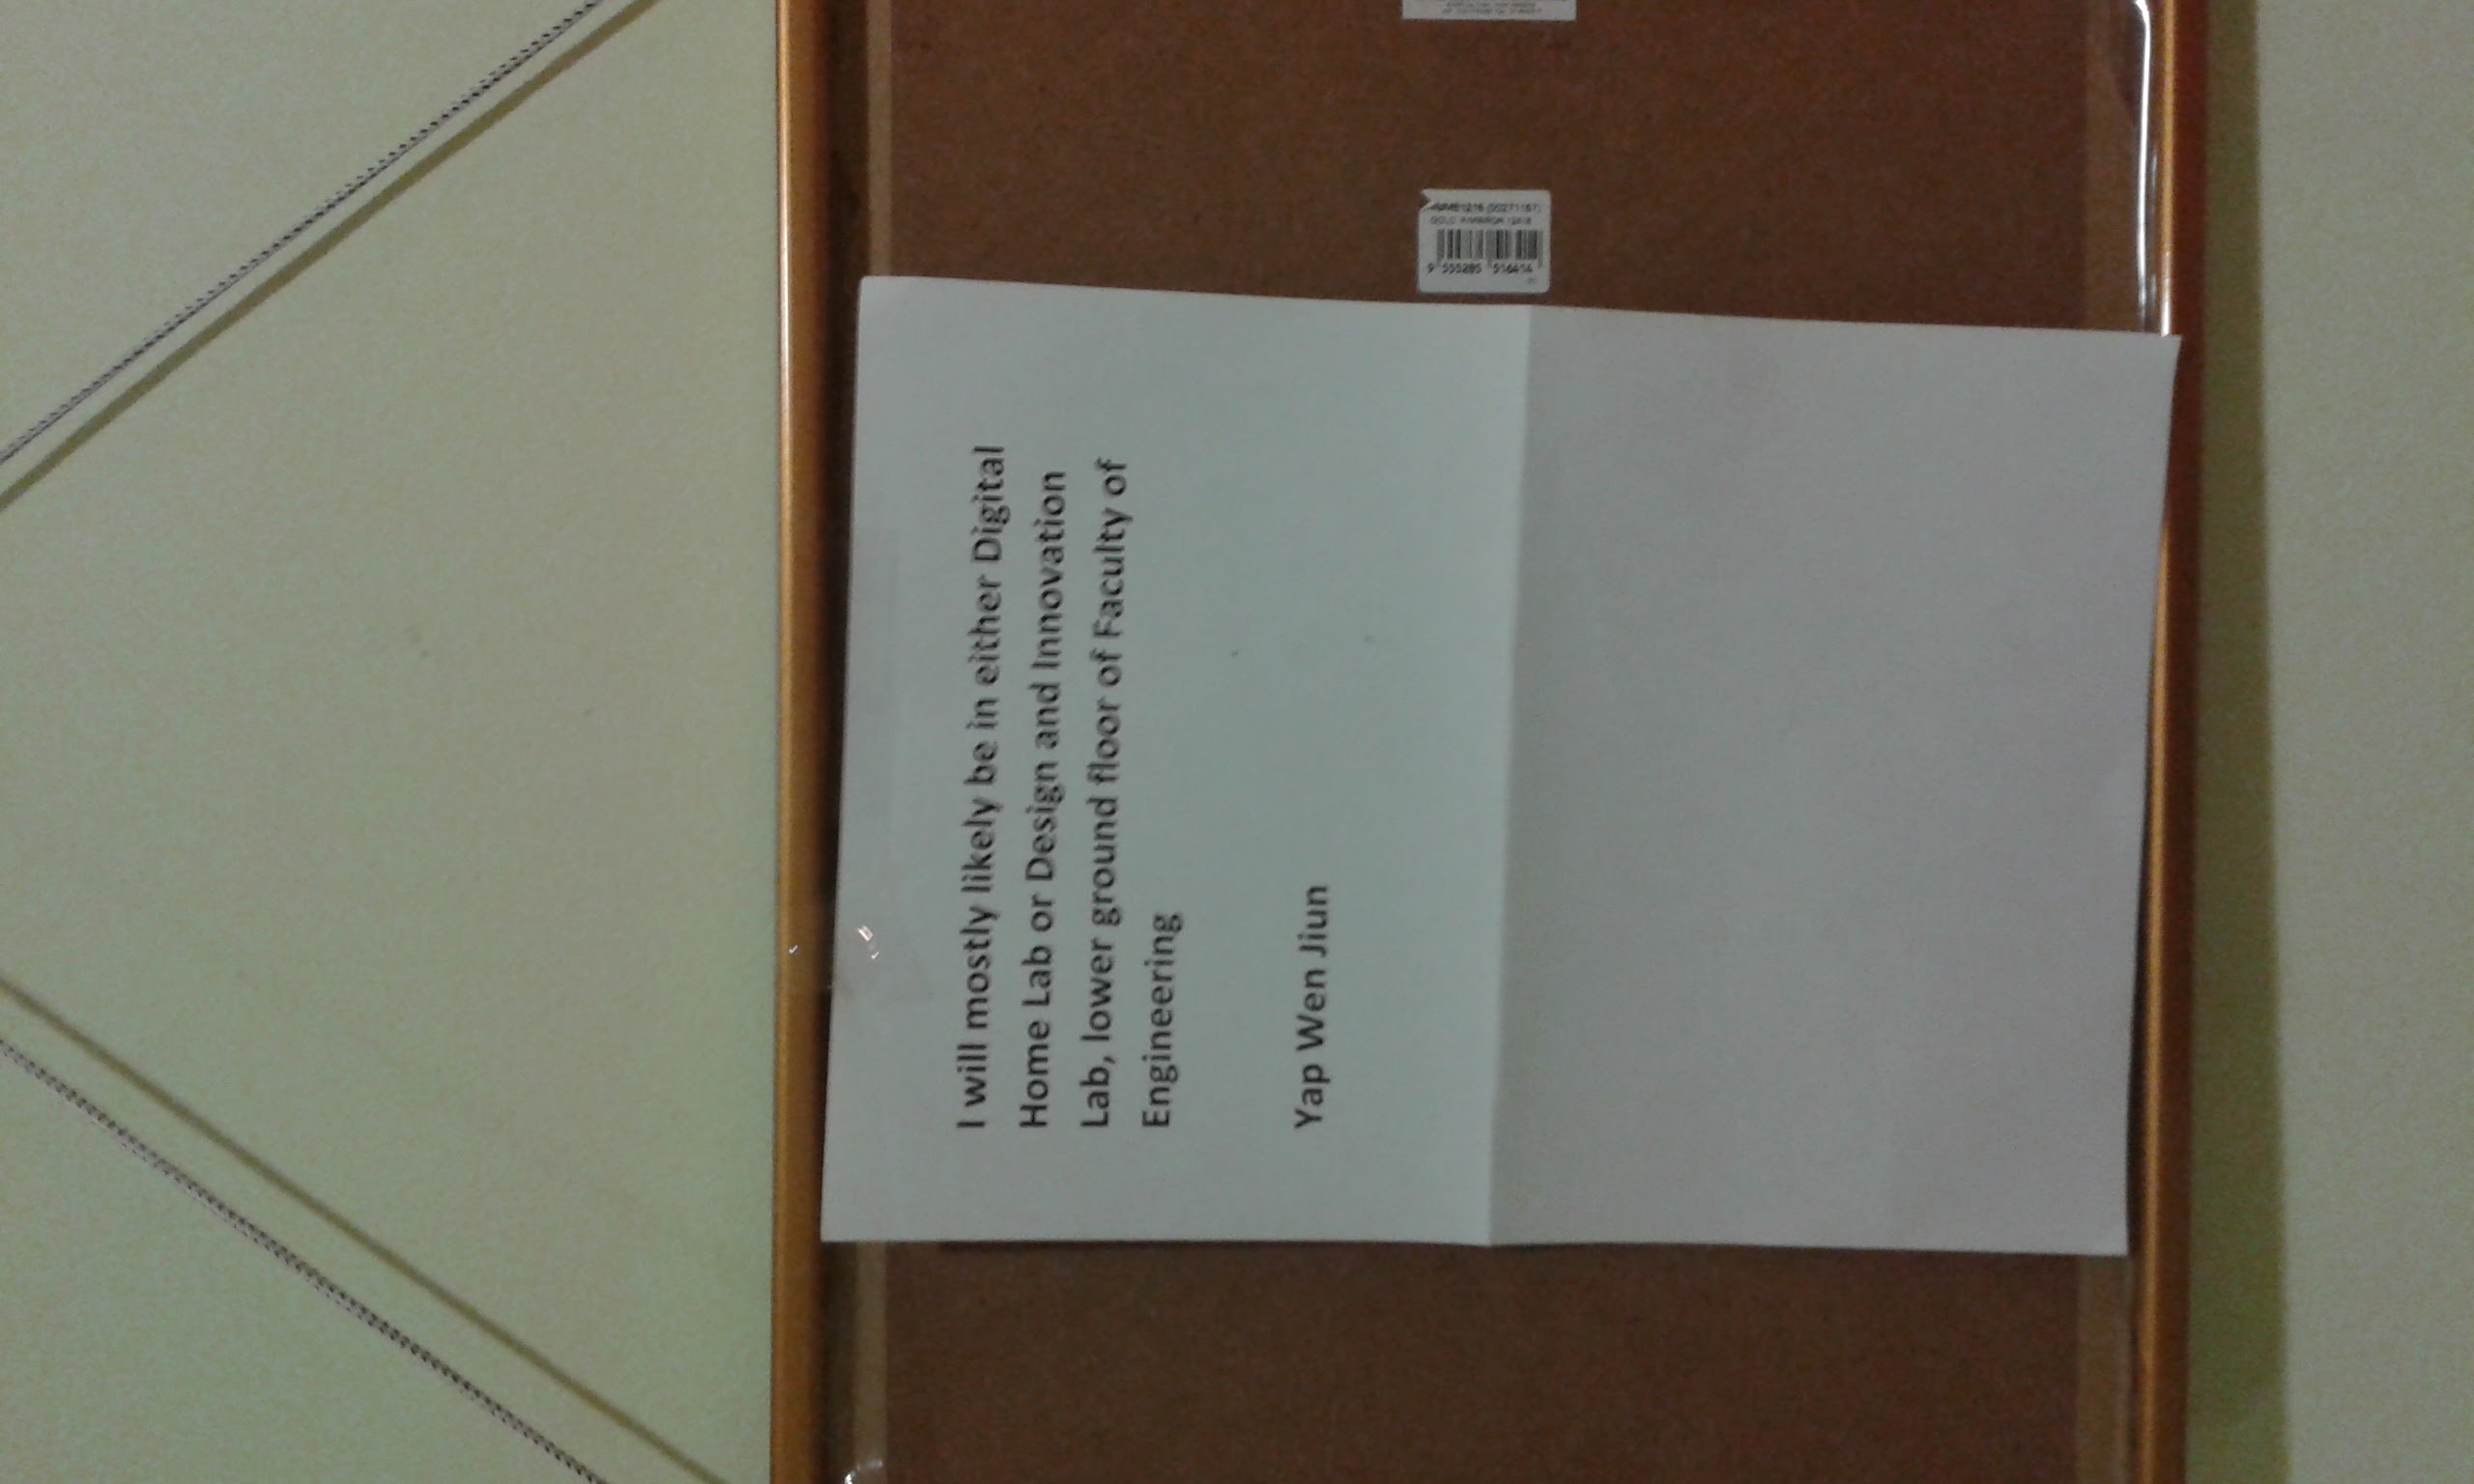 I will mostly likely be in either Digital
Home Lab or Design and Innovation
Lab, lower ground floor of Faculty of
Engineering
Yap Wen Jiun